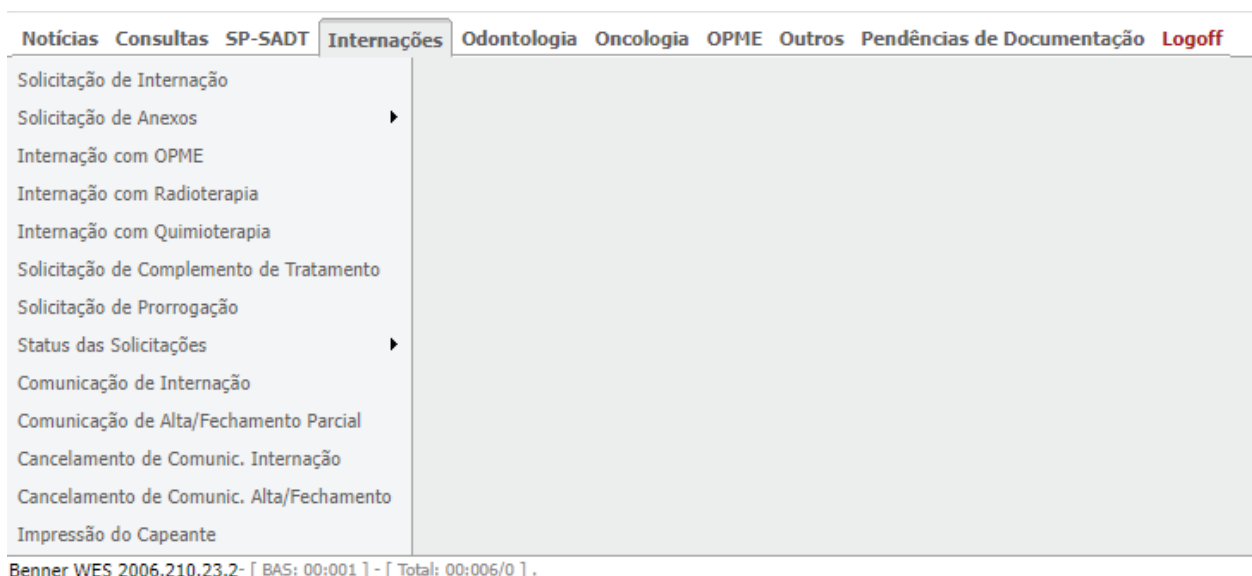 Notícias Consultas SP-SADT Internações Odontologia Oncologia OPME Outros Pendências de Documentação Logoff
Solicitação de Internação
Solicitação de Anexos
Internação com OPME
Internação com Radioterapia
Internação com Quimioterapia
Solicitação de Complemento de Tratamento
Solicitação de Prorrogação
Status das Solicitações
Comunicação de Internação
Comunicação de Alta/Fechamento Parcial
Cancelamento de Comunic. Internação
Cancelamento de Comunic. Alta/Fechamento
Impressão do Capeante
Benner WES 2006.210.23.2- [ BAS: 00:001 ] - [ Total: 00:006/0 ] .